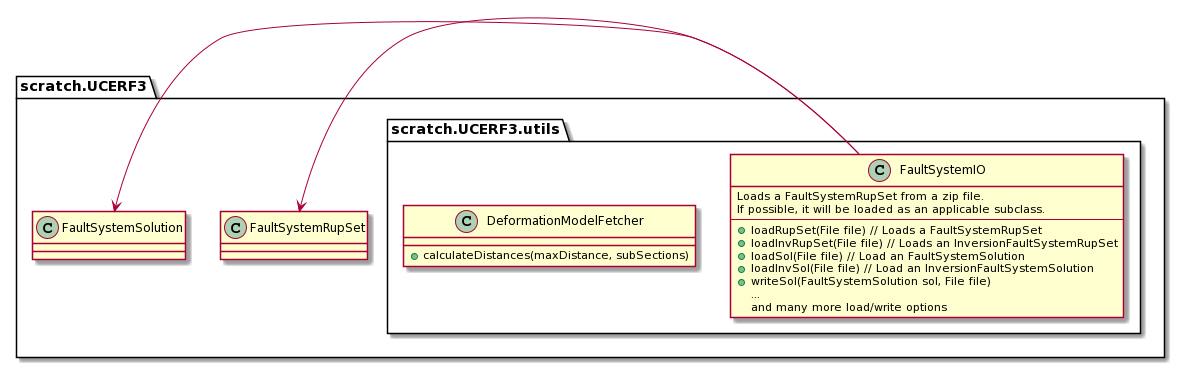 scratch.UCERF3
scratch.UCERF3.utils
C FaultSystemSolution
C FaultSystemRupSet
C DeformationModelFetcher
calculateDistances(maxDistance, subSections)
C FaultSystemIO
Loads a FaultSystemRupSet from a zip file.
If possible, it will be loaded as an applicable subclass.
loadRupSet(File file) // Loads a FaultSystemRupSet
loadInvRupSet(File file) // Loads an InversionFaultSystemRupSet
loadSol(File file) // Load an FaultSystemSolution
loadInvSol(File file) // Load an InversionFaultSystemSolution
writeSol(FaultSystemSolution sol, File file)
...
and many more load/write options